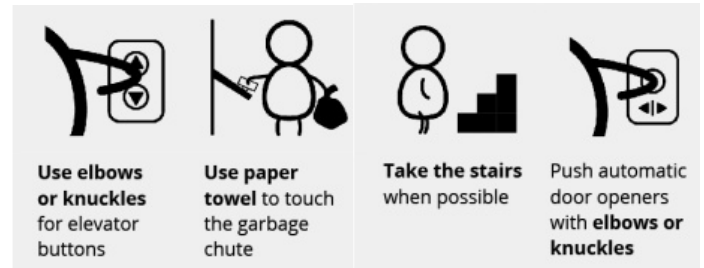 Use elbows
or knuckles
for elevator
buttons
Use paper
towel to touch
the garbage
chute
Take the stairs
when possible
Push automatic
door openers
with elbows or
knuckles